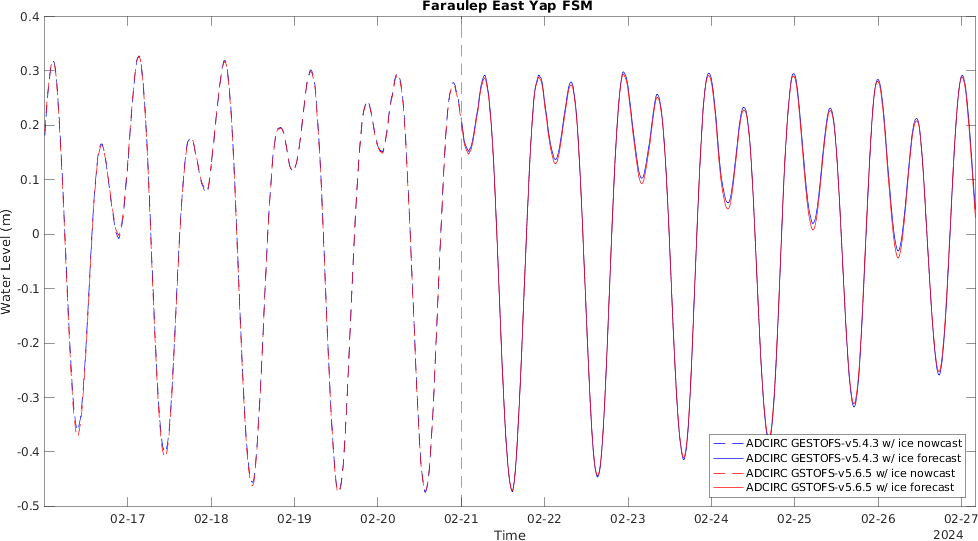 Faraulep East Yap FSM
0.4
0.3
0.2
0.1
0
-0.1
-0.2
-0.3
-0.4
-0.5
Water Level (m)
ADCIRC GESTOFS-v5.4.3 w/ ice nowcast
ADCIRC GESTOFS-v5.4.3 w/ ice forecast
ADCIRC GSTOFS-v5.6.5 w/ ice nowcast
ADCIRC GSTOFS-v5.6.5 w/ ice forecast
02-17 02-18 02-19 02-20 02-21 02-22 02-23 02-24 02-25 02-26 02-27
Time
2024